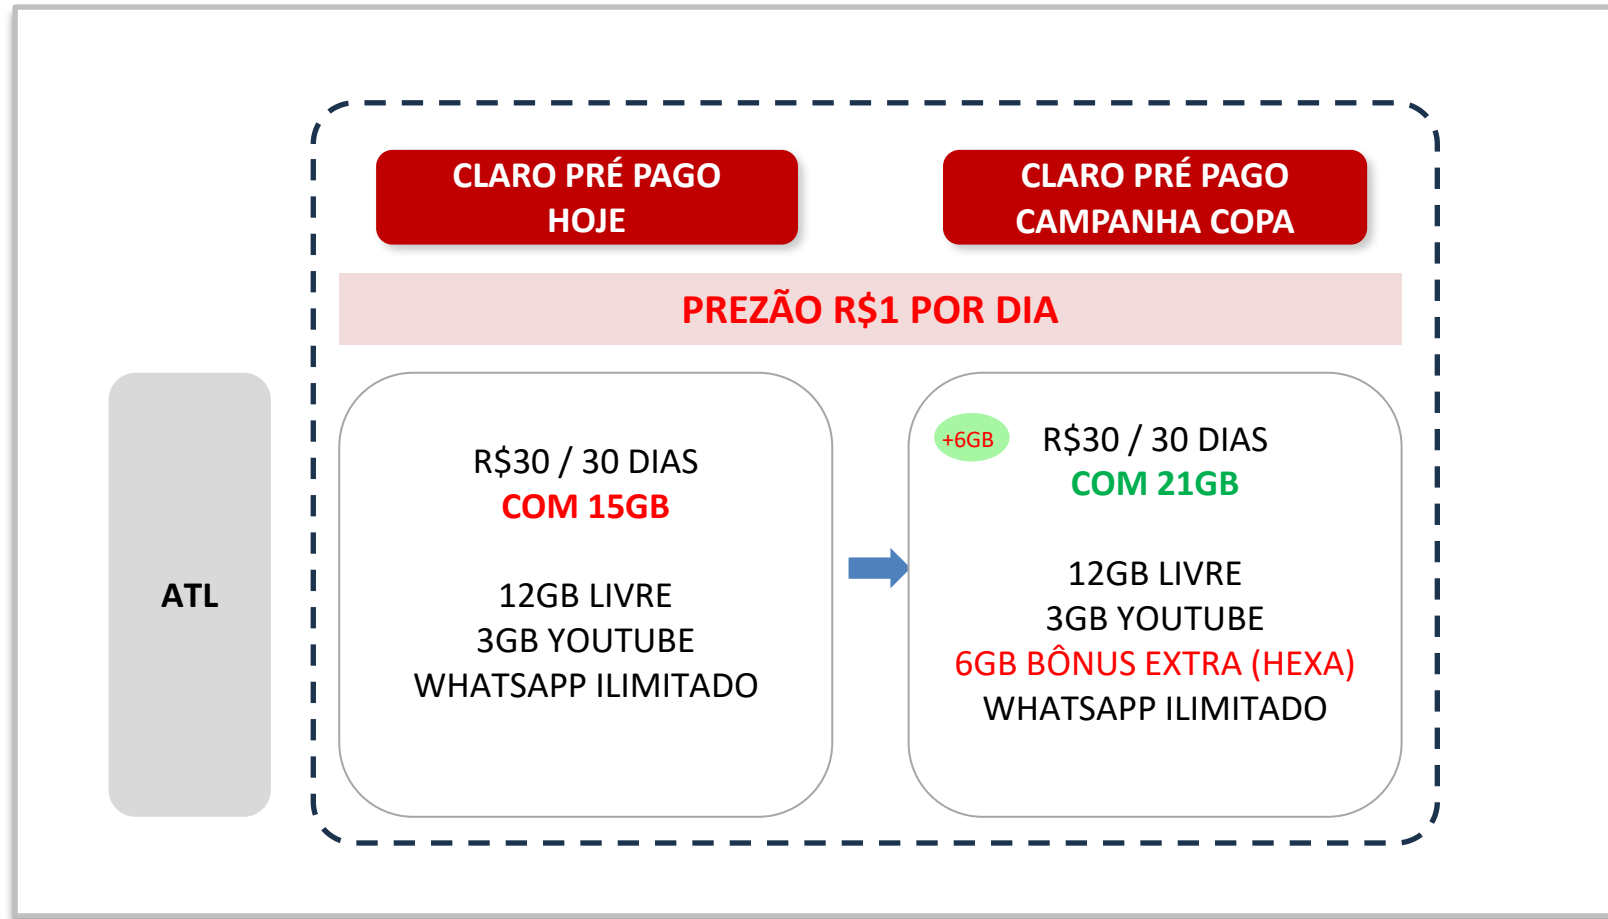 CLARO PRÉ PAGO
HOJE
CLARO PRÉ PAGO
CAMPANHA COPA
PREZÃO R$1 POR DIA
ATL
R$30 / 30 DIAS
COM 15GB
12GB LIVRE
3GB YOUTUBE
WHATSAPP ILIMITADO
+6GB
R$30 / 30 DIAS
COM 21GB
12GB LIVRE
3GB YOUTUBE
6GB BÔNUS EXTRA (HEXA)
WHATSAPP ILIMITADO